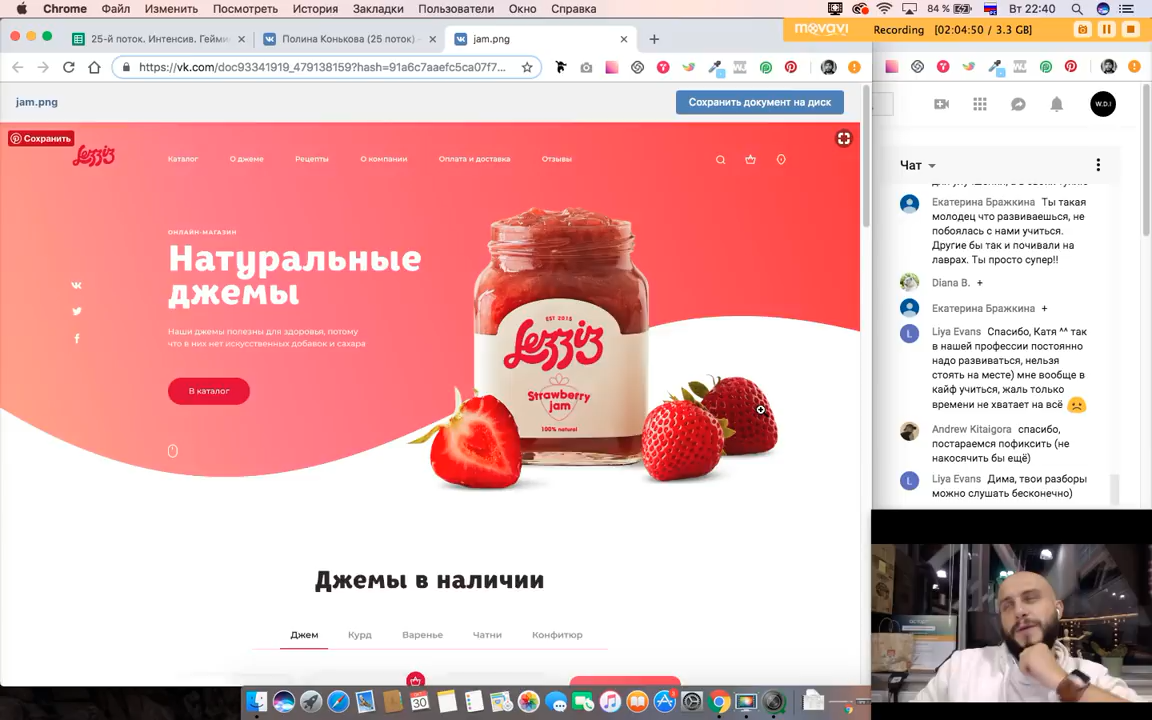 Chrome Файл Изменить Посмотреть История Закладки Пользователи Окно Справка
84 % Вт 22:40
25-й поток. Интенсив. Гейми
Полина Конькова (25 поток) -
jam.png
movavi Recording [02:04:50 / 3.3 GB]
https://vk.com/doc93341919_479138159?hash=91a6c7aaefc5ca07f7...
jam.png
Сохранить документ на диск
W.D.I
Сохранить
Lezziz
Каталог О джеме Рецепты О компании Оплата и доставка Отзывы
ОНЛАЙН-МАГАЗИН
Натуральные
джемы
Наши джемы полезны для здоровья, потому
что в них нет искусственных добавок и сахара
В каталог
EST 2015
Lezziz
Strawberry
jam
100% natural
Джемы в наличии
Джем Курд Варенье Чатни Конфитюр
Чат
Екатерина Бражкина Ты такая
молодец что развиваешься, не
побоялась с нами учиться.
Другие бы так и почивали на
лаврах. Ты просто супер!!
Diana B. +
Екатерина Бражкина +
Liya Evans Спасибо, Катя ^^ так
в нашей профессии постоянно
надо развиваться, нельзя
стоять на месте) мне вообще в
кайф учиться, жаль только
времени не хватает на всё
Andrew Kitaigora спасибо,
постараемся пофиксить (не
накосячить бы ещё)
Liya Evans Дима, твои разборы
можно слушать бесконечно)